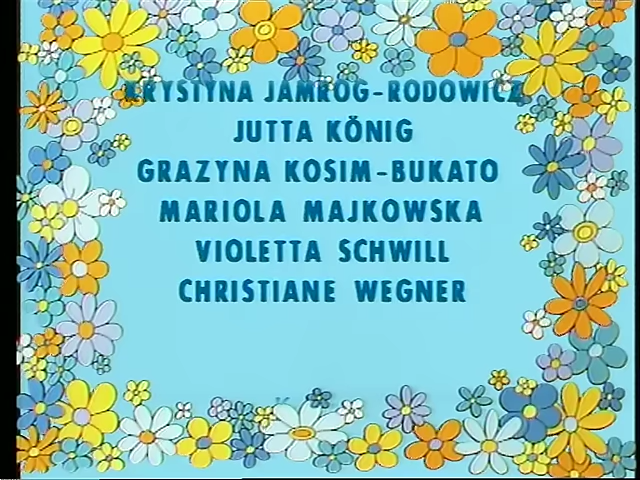 KRYSTYNA JAMROG-RODOWICZ
JUTTA KÖNIG
GRAZYNA KOSIM-BUKATO
MARIOLA MAJKOWSKA
VIOLETTA SCHWILL
CHRISTIANE WEGNER